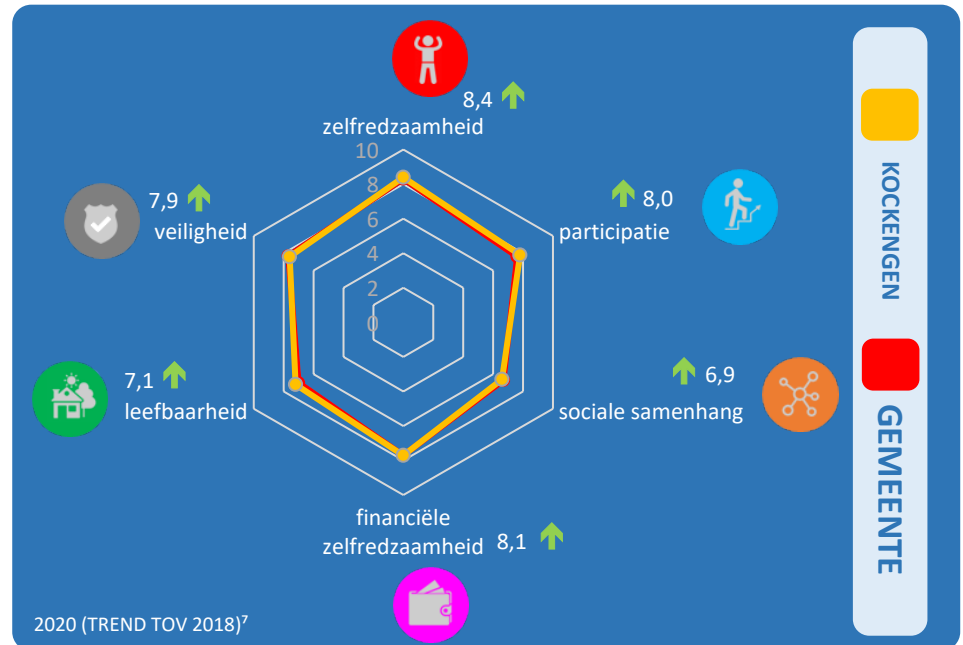 8,4
zelfredzaamheid
10
8
6
4
2
0
7,9
veiligheid
8,0
participatie
7,1
leefbaarheid
6,9
sociale samenhang
financiële
zelfredzaamheid 8,1
2020 (TREND TOV 2018)⁷
KOCKENGEN
GEMEENTE